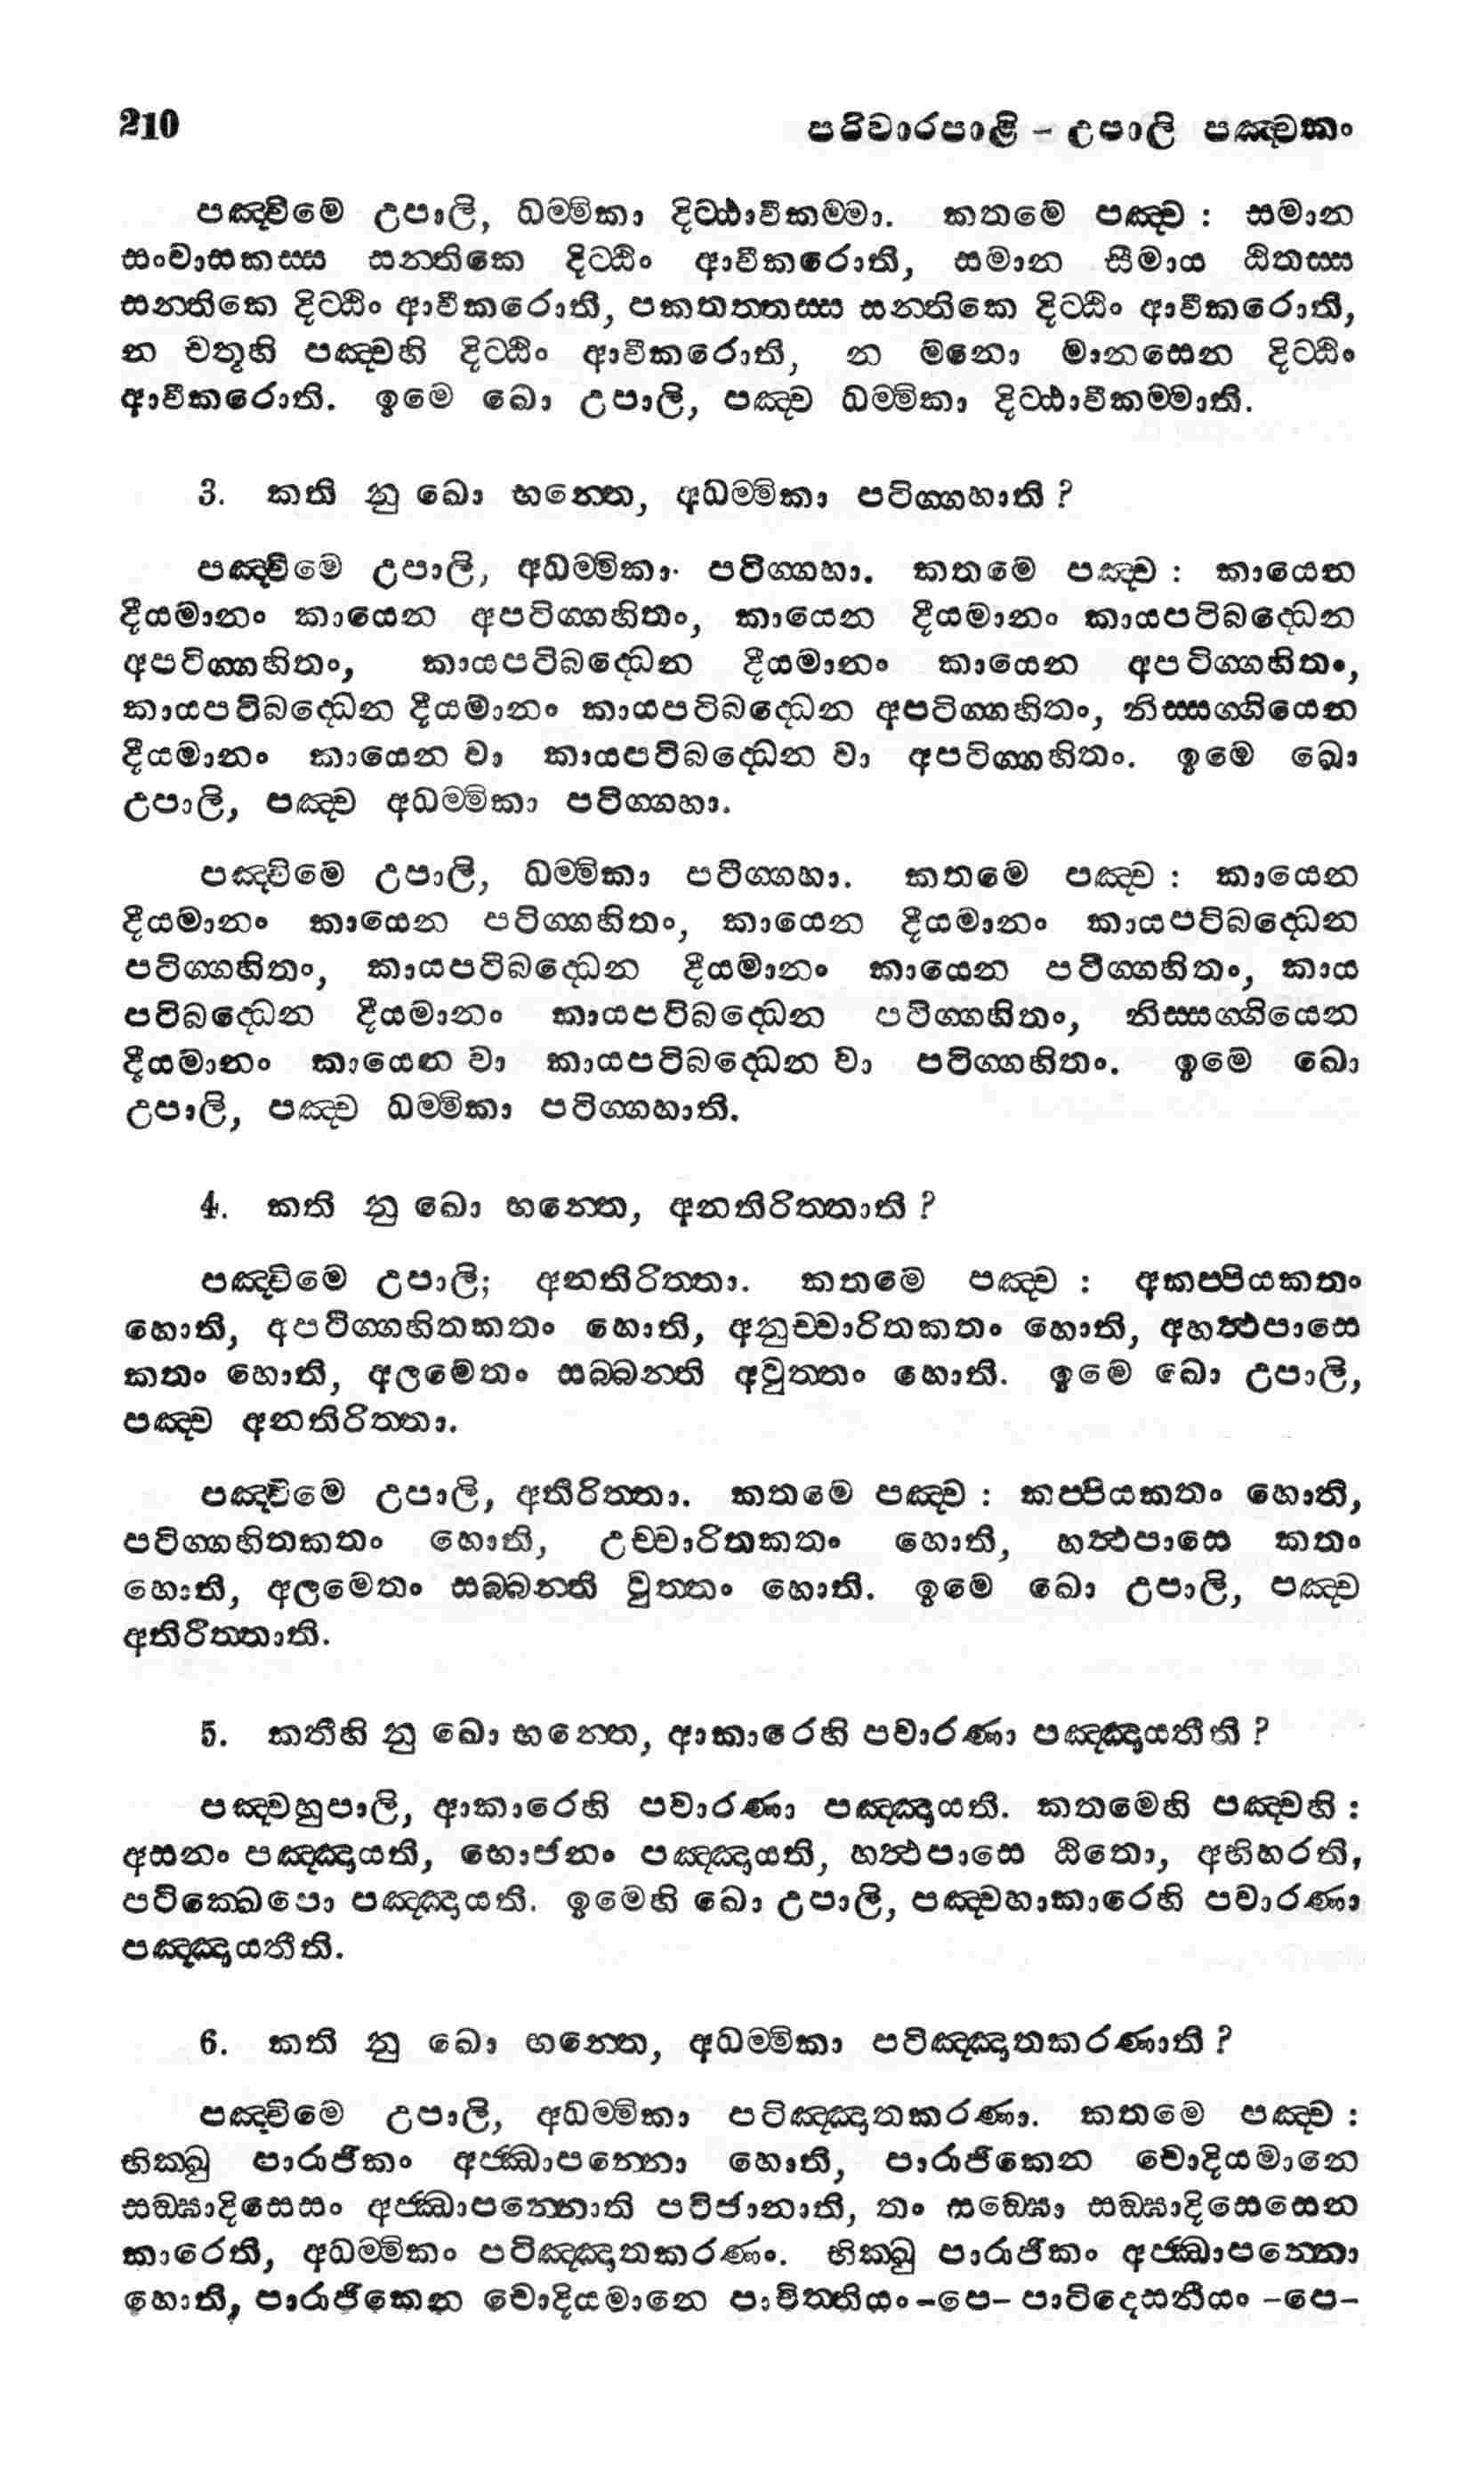 210 පරිවාරපාළි – උපාලි පඤ්චකං
පඤ්චිමෙ උපාලි, ධම්මිකා දිට්ඨාවිකම්මා. කතමෙ පඤ්ච : සමාන
සංවාසකස්ස සන්තිකෙ දිට්ඨිං ආවීකරොති, සමාන සීමාය ඨිතස්ස
සන්තිකෙ දිට්ඨිං ආවීකරොති, පකතත්තස්ස සන්තිකෙ දිට්ඨිං ආවීකරොති,
න චතූහි පඤ්චහි දිට්ඨිං ආවීකරොති, න මනො මානසෙන දිට්ඨිං
ආවීකරොති. ඉමෙ ඛො උපාලි, පඤ්ච ධම්මිකා දිට්ඨාවීකම්මාති.
3. කති නු ඛො භන්තෙ, අධම්මිකා පටිග්ගහාති ?
පඤ්චිමෙ උපාලි, අධම්මිකා පටිග්ගහා. කතමෙ පඤ්ච : කායෙන
දීයමානං කායෙන අපටිග්ගහිතං, කායෙන දීයමානං කායපටිබද්ධෙන
අපටිග්ගහිතං, කායපටිබද්ධෙන දීයමානං කායෙන අපටිග්ගහිතං,
කායපටිබද්ධෙන දීයමානං කායපටිබද්ධෙන අපටිග්ගහිතං, නිස්සග්ගියෙන
දීයමානං කායෙන වා කායපටිබද්ධෙන වා අපටිග්ගහිතං. ඉමෙ ඛො
උපාලි, පඤ්ච අධම්මිකා පටිග්ගහා.
පඤ්චිමෙ උපාලි, ධම්මිකා පටිග්ගහා. කතමෙ පඤ්ච : කායෙන
දීයමානං කායෙන පටිග්ගහිතං, කායෙන දීයමානං කායපටිබද්ධෙන
පටිග්ගහිතං, කායපටිබද්ධෙන දීයමානං කායෙන පටිග්ගහිතං, කාය
පටිබද්ධෙන දීයමානං කායපටිබද්ධෙන පටිග්ගහිතං, නිස්සග්ගියෙන
දීයමානං කායෙන වා කායපටිබද්ධෙන වා පටිග්ගහිතං. ඉමෙ ඛො
උපාලි, පඤ්ච ධම්මිකා පටිග්ගහාති.
4. කති නු ඛො භන්තෙ, අනතිරිත්තාති ?
පඤ්චිමෙ උපාලි; අනතිරිත්තා. කතමෙ පඤ්ච : අකප්පියකතං
හොති, අපටිග්ගහිතකතං හොති, අනුච්චාරිතකතං හොති, අහත්ථපාසෙ
කතං හොති, අලමෙතං සබ්බන්ති අවුත්තං හොති. ඉමෙ ඛො උපාලි,
පඤ්ච අනතිරිත්තා.
පඤ්චිමෙ උපාලි, අතිරිත්තා. කතමෙ පඤ්ච : කප්පියකතං හොති,
පටිග්ගහිතකතං හොති, උච්චාරිතකතං හොති, හත්ථපාසෙ කතං
හොති, අලමෙතං සබ්බන්ති වුත්තං හොති. ඉමෙ ඛො උපාලි, පඤ්ච
අතිරිත්තාති.
5. කතීහි නු ඛො භන්තෙ, ආකාරෙහි පවාරණා පඤ්ඤායතීති ?
පඤ්චහුපාලි, ආකාරෙහි පවාරණා පඤ්ඤායති. කතමෙහි පඤ්චහි :
අසනං පඤ්ඤායති, භොජනං පඤ්ඤායති, හත්ථපාසෙ ඨිතො, අභිහරති,
පටික්ඛෙපො පඤ්ඤායති. ඉමෙහි ඛො උපාලි, පඤ්චහාකාරෙහි පවාරණා
පඤ්ඤායතීති.
6. කති නු ඛො භන්තෙ, අධම්මිකා පටිඤ්ඤාතකරණාති ?
පඤ්චිමෙ උපාලි, අධම්මිකා පටිඤ්ඤාතකරණා. කතමෙ පඤ්ච :
භික්ඛු පාරාජිකං අජ්ඣාපන්නො හොති, පාරාජිකෙන චොදියමානෙ
සඞ්ඝාදිසෙසං අජ්ඣාපන්නොති පටිජානාති, තං සඞ්ඝො සඞ්ඝාදිසෙසෙන
කාරෙති, අධම්මිකං පටිඤ්ඤාතකරණං. භික්ඛු පාරාජිකං අජ්ඣාපන්නො
හොති, පාරාජිකෙන චොදියමානෙ පාචිත්තියං –පෙ– පාටිදෙසනීයං –පෙ–